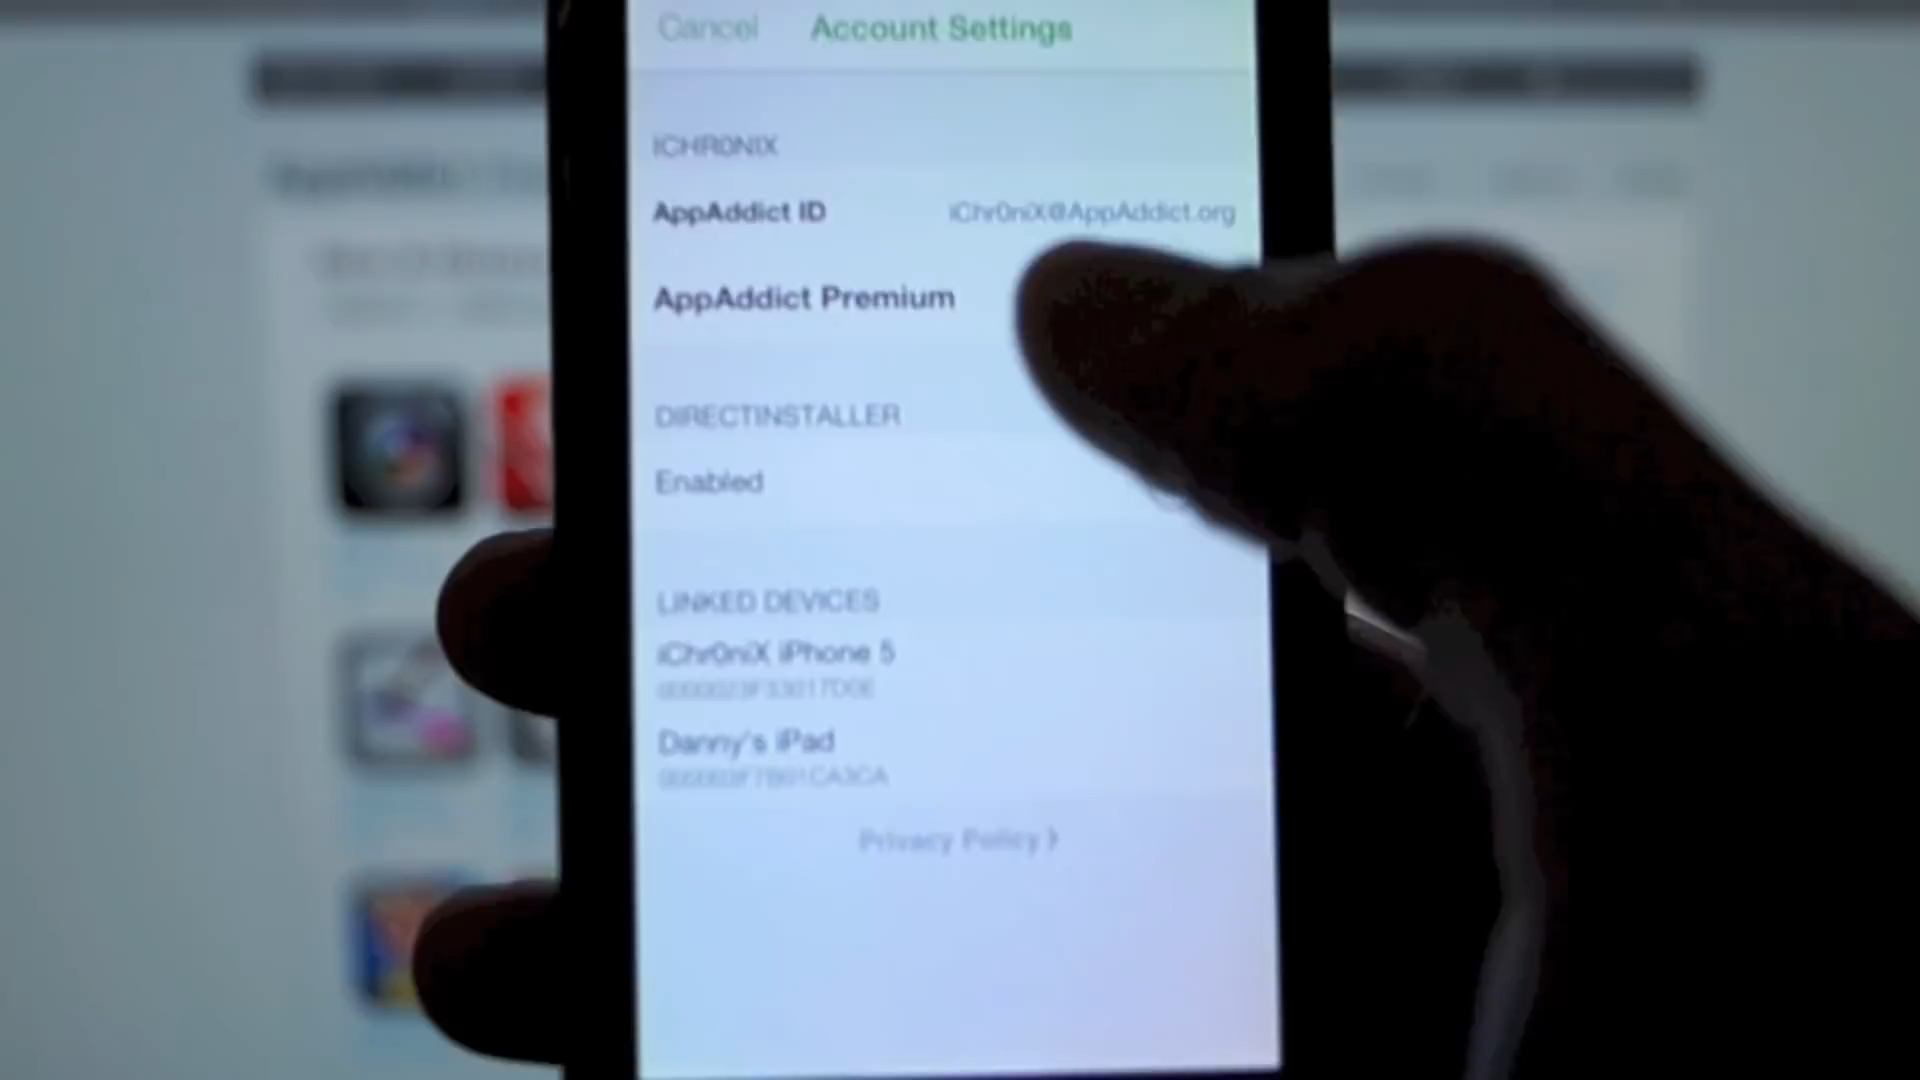 Cancel Account Settings
ICHR0NIX
AppAddict ID iChr0niX@AppAddict.org
AppAddict Premium
DIRECTINSTALLER
Enabled
LINKED DEVICES
iChr0niX iPhone 5
Danny's iPad
Privacy Policy >